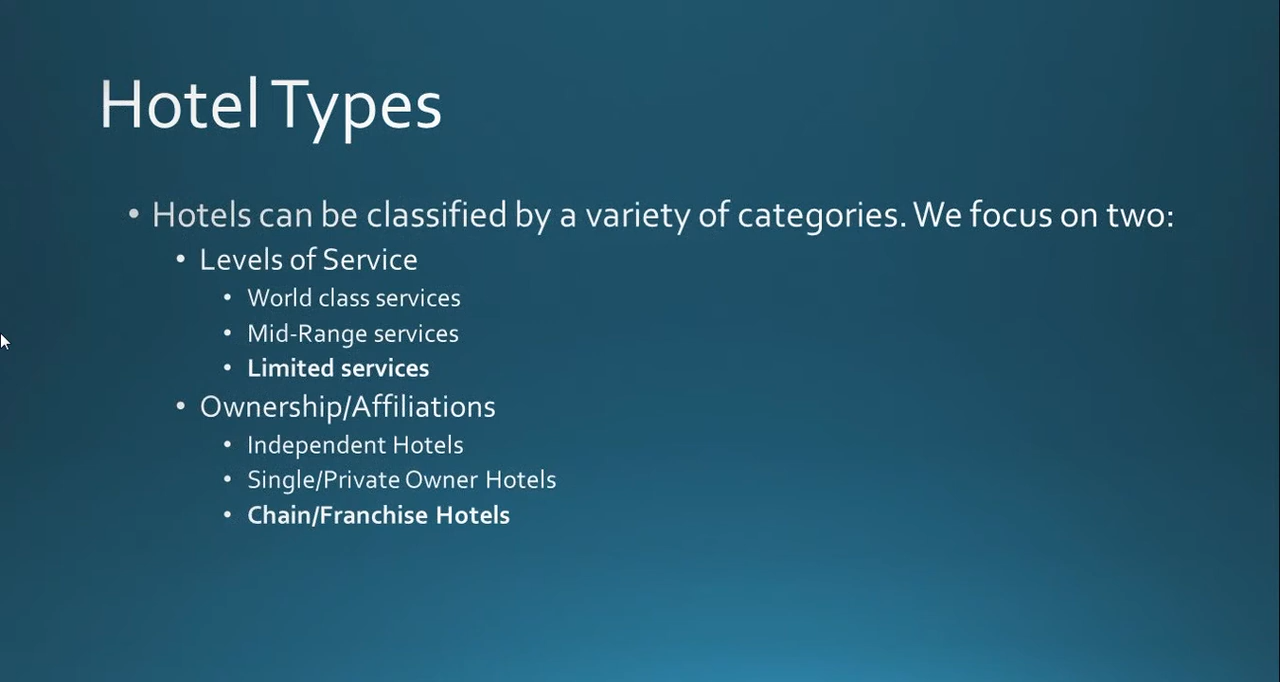 Hotel Types
• Hotels can be classified by a variety of categories. We focus on two:
• Levels of Service
• World class services
• Mid-Range services
• Limited services
• Ownership/Affiliations
• Independent Hotels
• Single/Private Owner Hotels
• Chain/Franchise Hotels